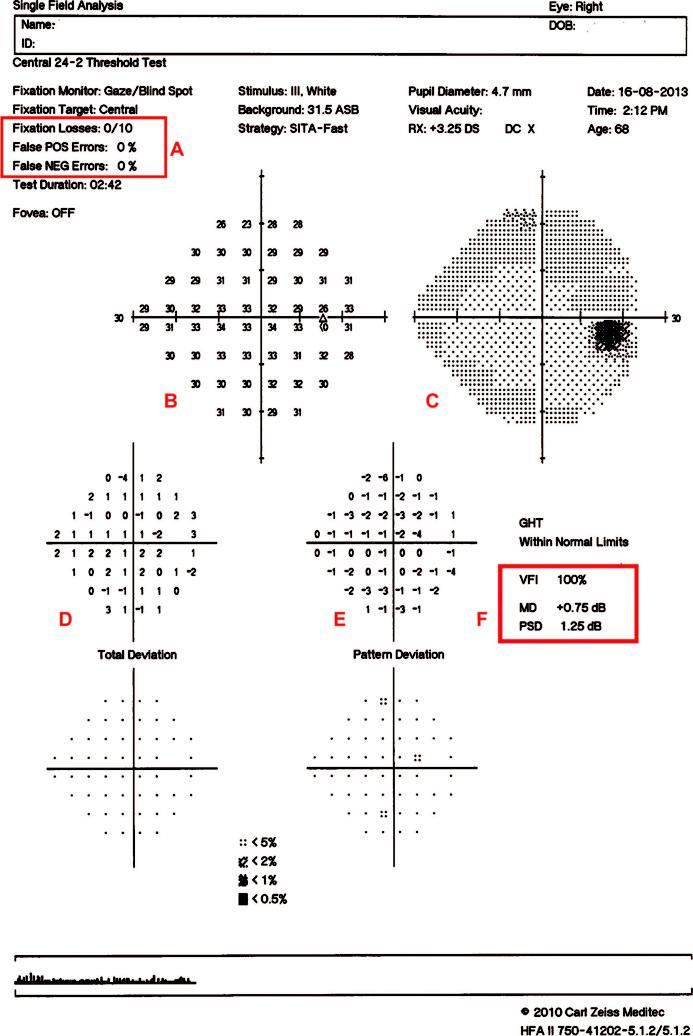 Single Field Analysis Eye: Right
Name: DOB:
ID:
Central 24-2 Threshold Test
Fixation Monitor: Gaze/Blind Spot Stimulus: III, White Pupil Diameter: 4.7 mm Date: 16-08-2013
Fixation Target: Central Background: 31.5 ASB Visual Acuity: Time: 2:12 PM
Fixation Losses: 0/10 Strategy: SITA-Fast RX: +3.25 DS DC X Age: 68
False POS Errors: 0 % A
False NEG Errors: 0 %
Test Duration: 02:42
Fovea: OFF
26 23 28 28
30 30 30 29 29 29
29 29 31 31 29 30 31 31
29 30 32 33 33 32 29 26 33
30 30
29 31 33 34 33 33 31
30 30 33 33 33 31 32 28
30 30 30 32 32 30
B C
31 30 29 31
0 -4 1 2 -2 -6 -1 0
2 1 1 1 1 1 0 -1 -1 -2 -1 -1
1 -1 0 0 -1 0 2 3 -1 -3 -2 -3 -2 -1 1
GHT
2 1 1 1 1 1 -2 3 0 -1 -1 -1 -1 -2 -4 1
Within Normal Limits
2 1 2 2 1 2 2 1 0 -1 0 0 -1 0 0 -1
1 0 2 1 2 0 1 -2 -1 -2 0 -1 0 -2 -1 -4
VFI 100%
0 -1 -1 1 1 0 -2 -3 -3 -1 -1 -2
MD +0.75 dB
3 1 -1 1 1 -1 -3 -1
D E F
PSD 1.25 dB
Total Deviation Pattern Deviation
< 5%
< 2%
< 1%
< 0.5%
© 2010 Carl Zeiss Meditec
HFA II 750-41202-5.1.2/5.1.2